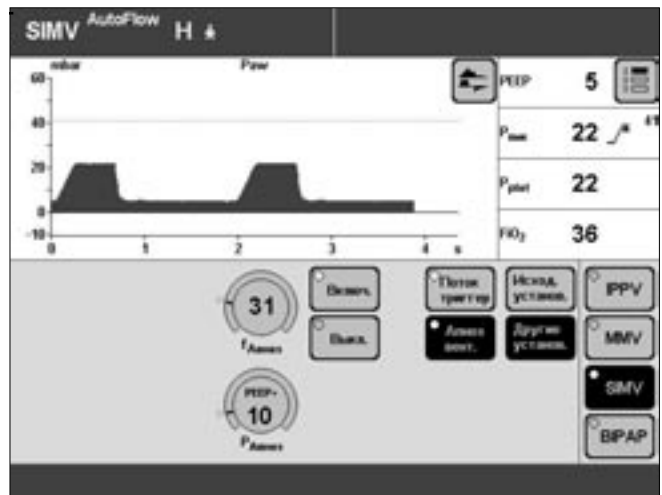 SIMV AutoFlow H
mbar Paw
60
40
20
0
-10
0 1 2 3 4 s
PEEP 5
Pпик 22
Pplat 22
FiO2 36
31
fАпноэ
Включ.
Выкл.
Поток триггер
Исход. установ.
Апноэ вент.
Другие установ.
PEEP+
10
PАпноэ
IPPV
MMV
SIMV
BIPAP